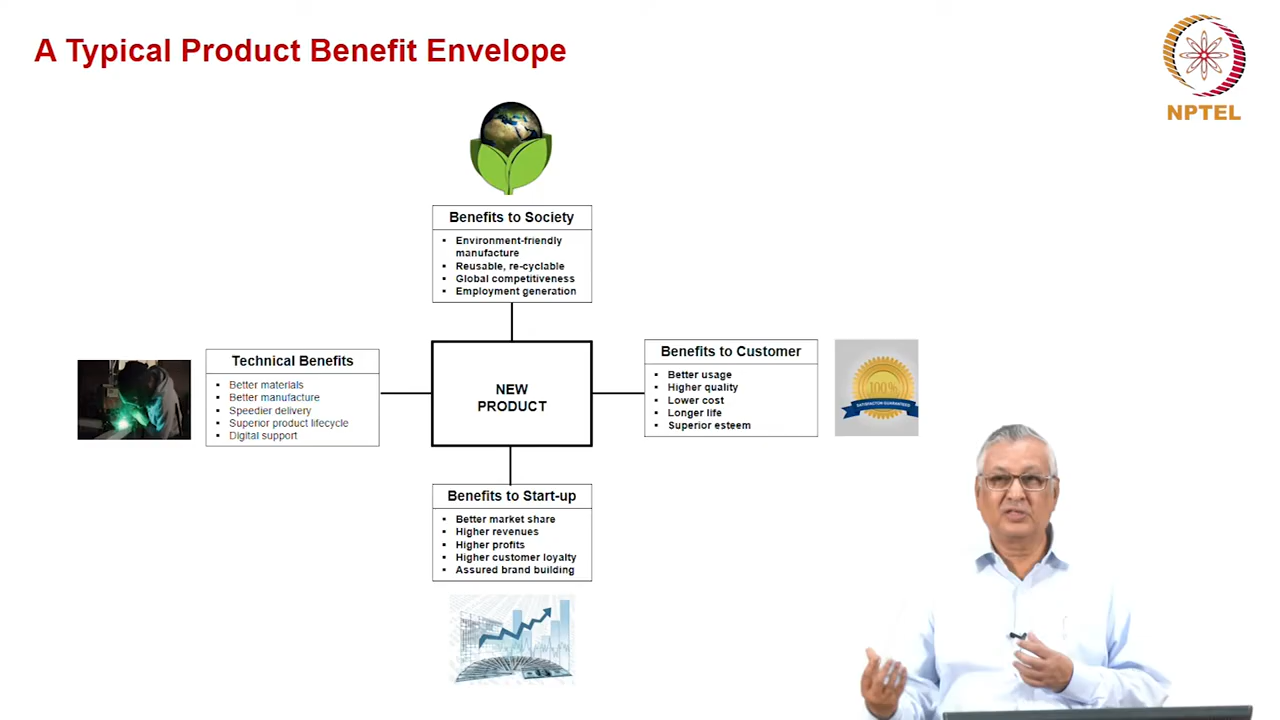 A Typical Product Benefit Envelope
NPTEL
Benefits to Society
▪ Environment-friendly
manufacture
▪ Reusable, re-cyclable
▪ Global competitiveness
▪ Employment generation
Technical Benefits
▪ Better materials
▪ Better manufacture
▪ Speedier delivery
▪ Superior product lifecycle
▪ Digital support
NEW
PRODUCT
Benefits to Customer
▪ Better usage
▪ Higher quality
▪ Lower cost
▪ Longer life
▪ Superior esteem
100%
SATISFACTION GUARANTEED
Benefits to Start-up
▪ Better market share
▪ Higher revenues
▪ Higher profits
▪ Higher customer loyalty
▪ Assured brand building